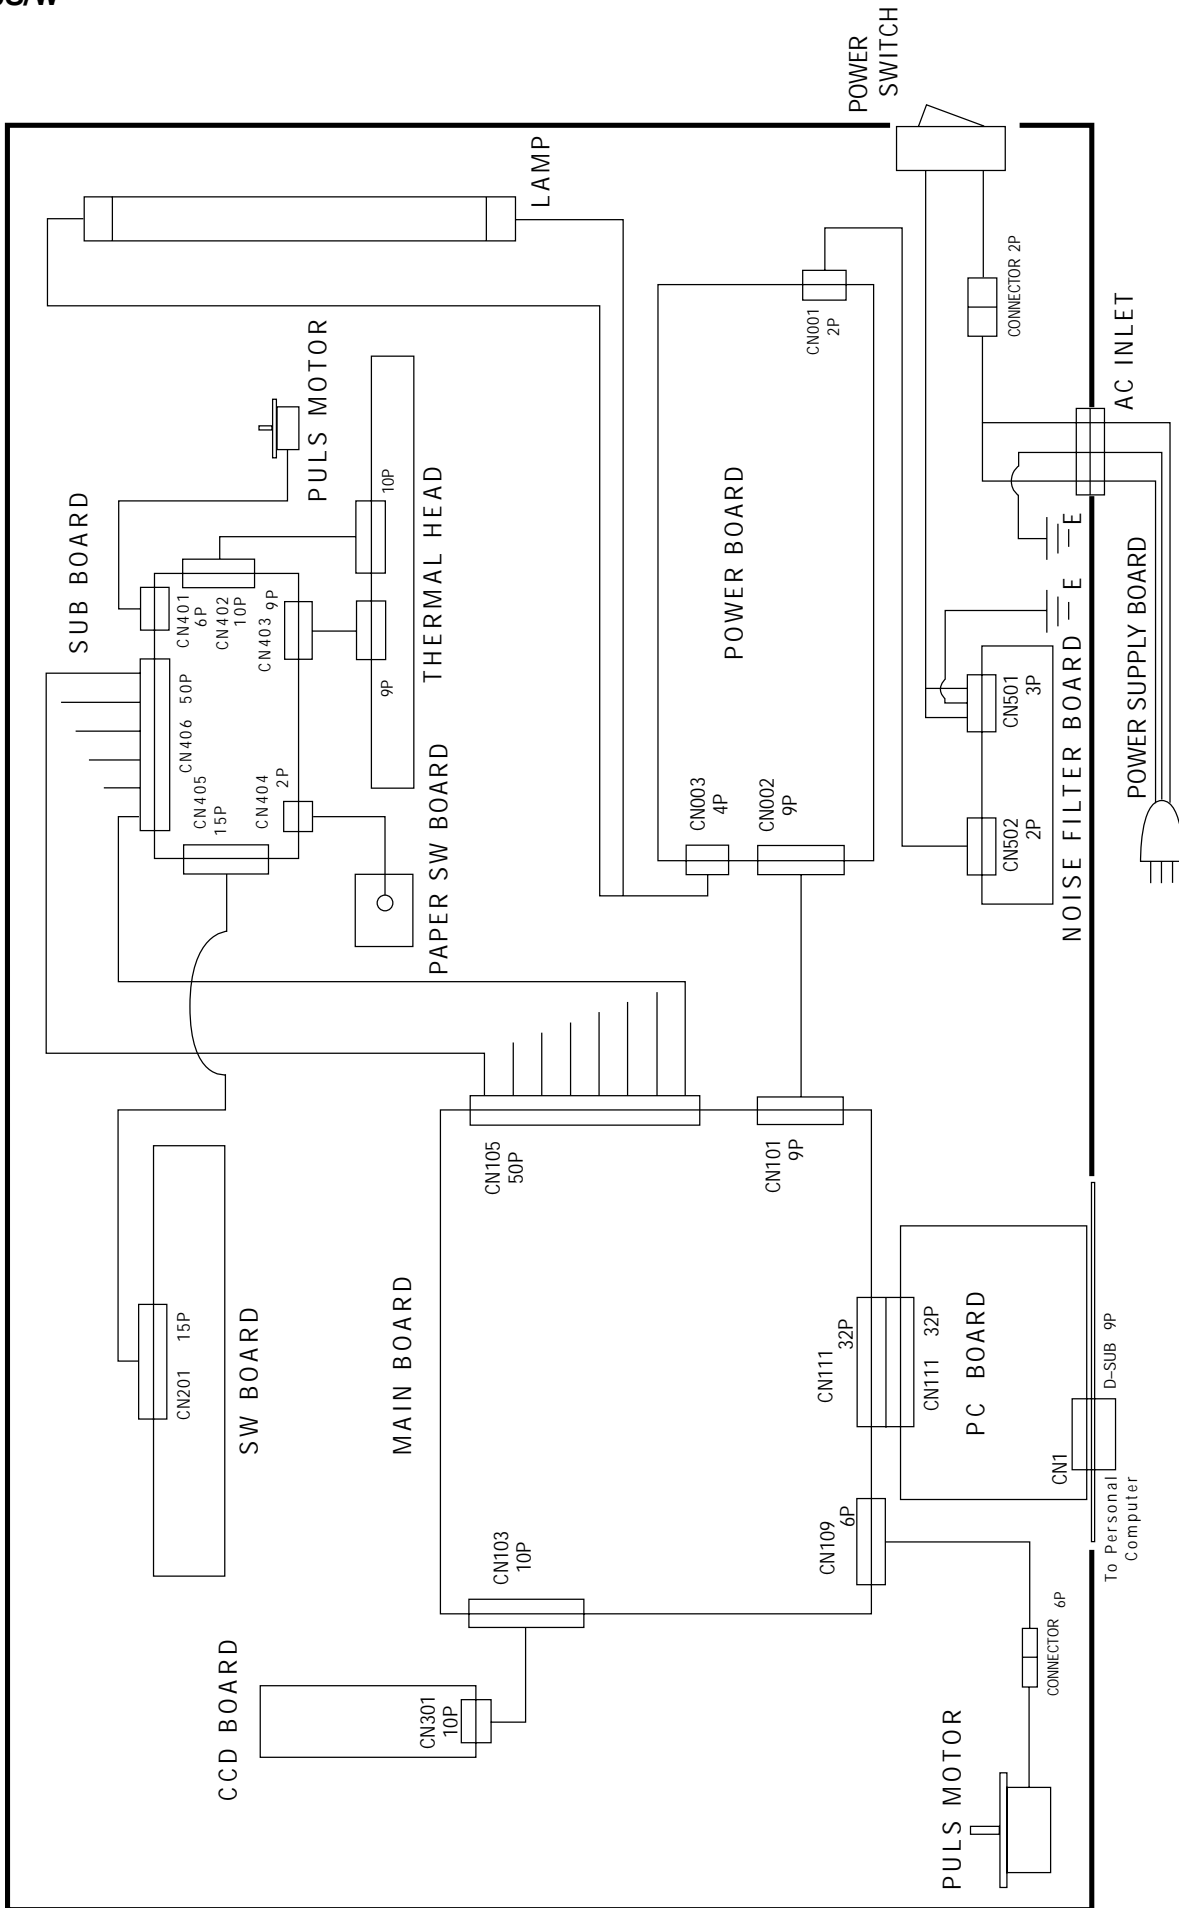 POWER
SWITCH
LAMP
CONNECTOR 2P
AC INLET
PULS MOTOR
CN001
2P
SUB BOARD
CN401
6P
CN402
10P
CN403
9P
CN406 50P
CN405
15P
CN404
2P
10P
9P
THERMAL HEAD
PAPER SW BOARD
POWER BOARD
CN003
4P
CN002
9P
E
E
CN501
3P
CN502
2P
NOISE FILTER BOARD
POWER SUPPLY BOARD
CN105
50P
CN101
9P
CN201 15P
SW BOARD
MAIN BOARD
CN111
32P
CN111 32P
PC BOARD
CN1
D–SUB 9P
To Personal
Computer
CN103
10P
CN109
6P
CONNECTOR 6P
CCD BOARD
CN301
10P
PULS MOTOR